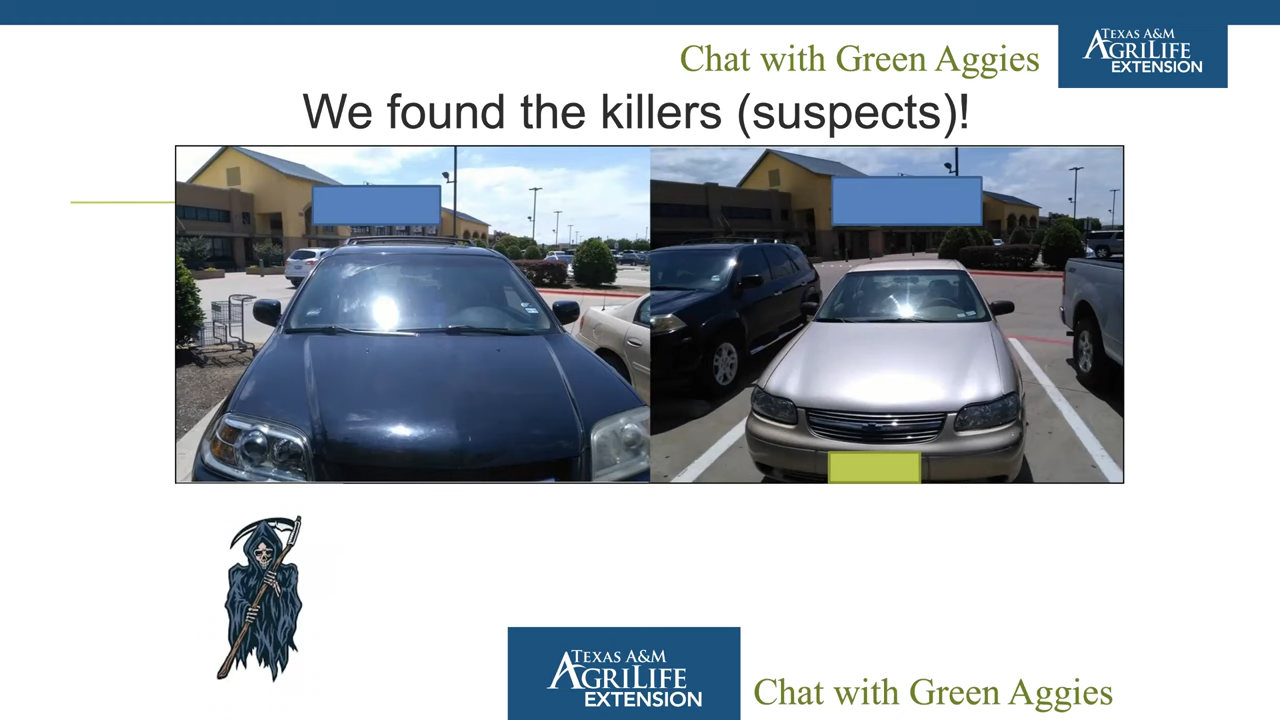 Chat with Green Aggies
TEXAS A&M
AGRILIFE
EXTENSION
We found the killers (suspects)!
TEXAS A&M
AGRILIFE
EXTENSION
Chat with Green Aggies